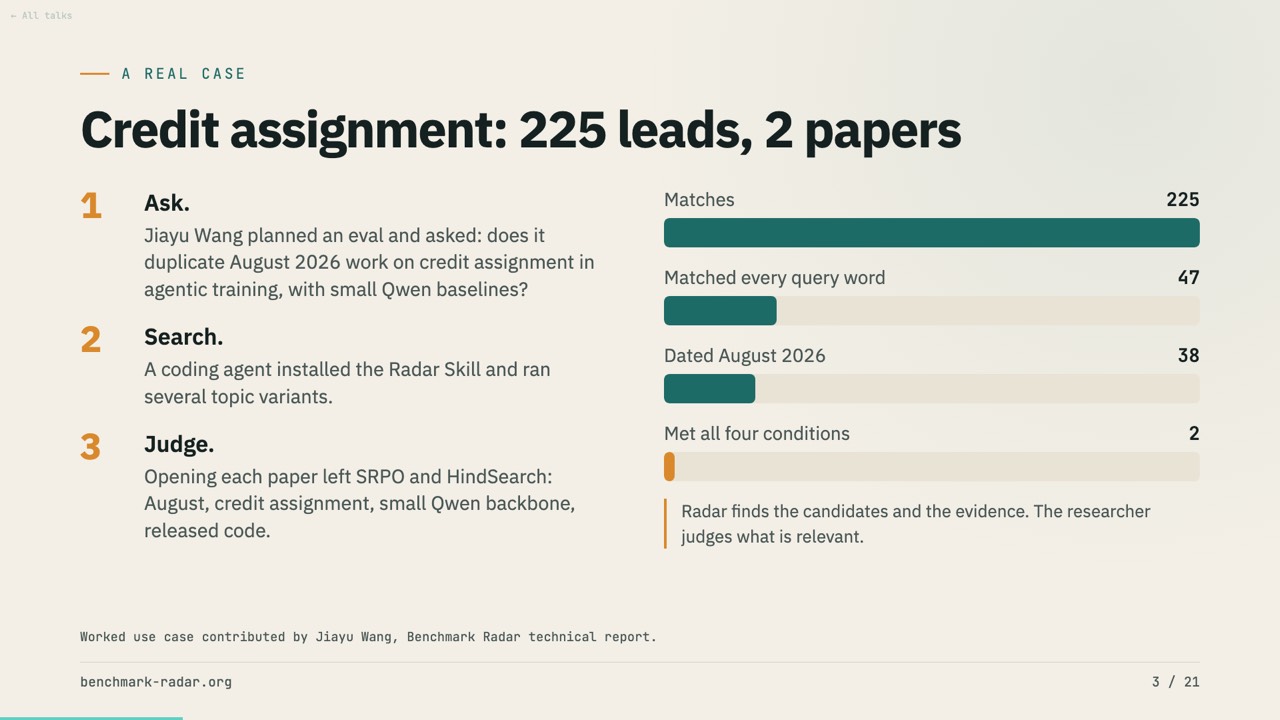 ← All talks
A REAL CASE
Credit assignment: 225 leads, 2 papers
1
Ask.
Jiayu Wang planned an eval and asked: does it
duplicate August 2026 work on credit assignment in
agentic training, with small Qwen baselines?
2
Search.
A coding agent installed the Radar Skill and ran
several topic variants.
3
Judge.
Opening each paper left SRPO and HindSearch:
August, credit assignment, small Qwen backbone,
released code.
Matches 225
Matched every query word 47
Dated August 2026 38
Met all four conditions 2
Radar finds the candidates and the evidence. The researcher
judges what is relevant.
Worked use case contributed by Jiayu Wang, Benchmark Radar technical report.
benchmark-radar.org
3 / 21